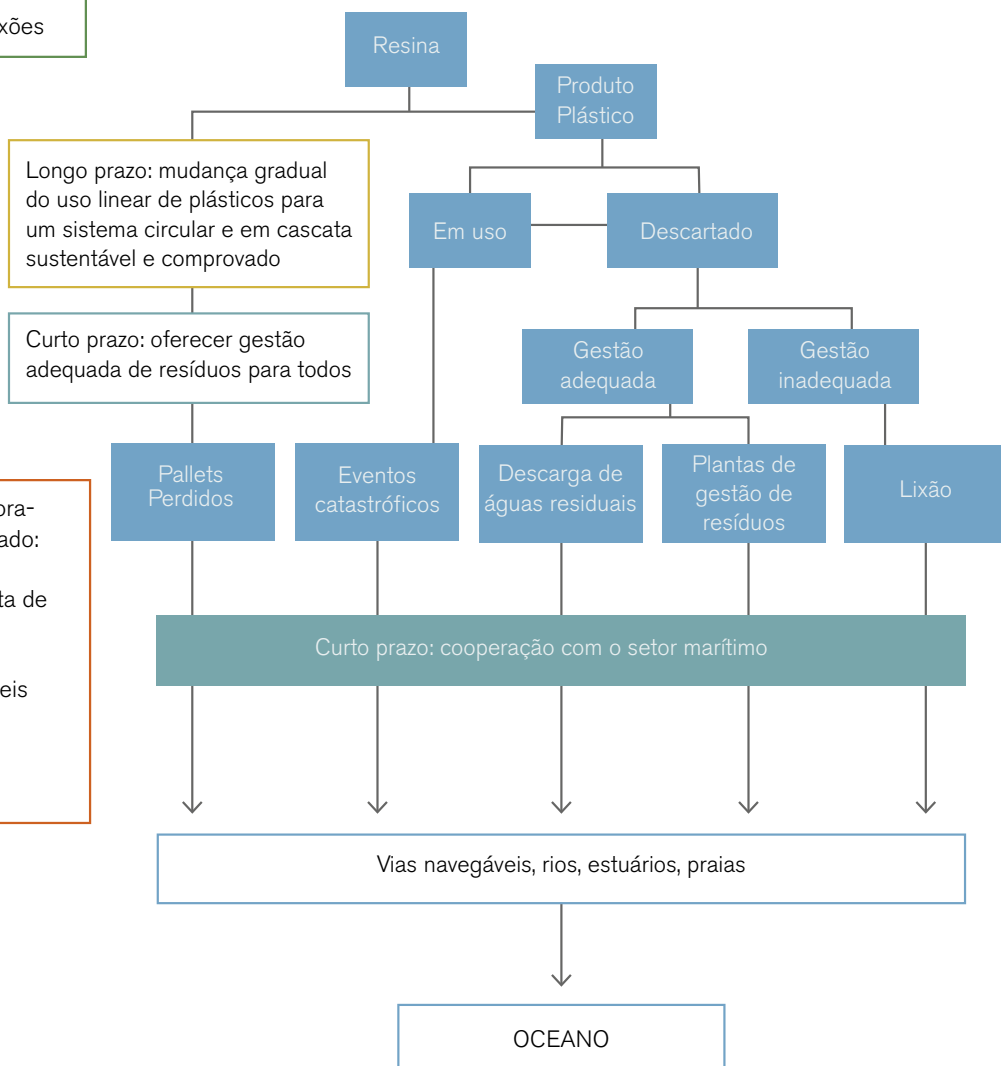 Resina
Produto
Plástico
Longo prazo: mudança gradual
do uso linear de plásticos para
um sistema circular e em cascata
sustentável e comprovado
Em uso
Descartado
Curto prazo: oferecer gestão
adequada de resíduos para todos
Gestão
adequada
Gestão
inadequada
Pallets
Perdidos
Eventos
catastróficos
Descarga de
águas residuais
Plantas de
gestão de
resíduos
Lixão
ado:
ta de
eis
Curto prazo: cooperação com o setor marítimo
Vias navegáveis, rios, estuários, praias
OCEANO